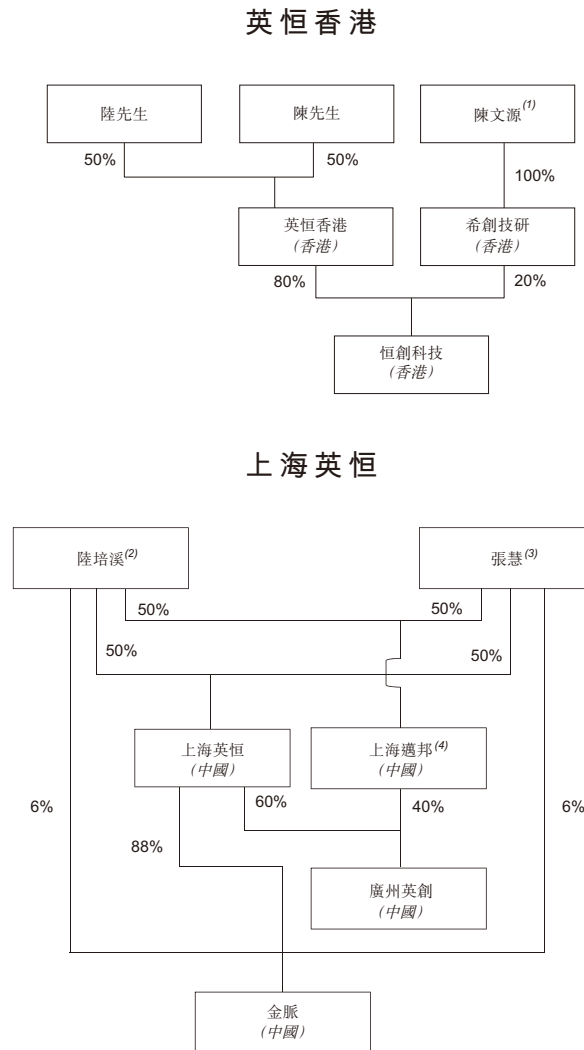 英恒香港
陸先生
陳先生
陳文源(1)
50%
50%
100%
英恒香港
(香港)
希創技研
(香港)
80%
20%
恒創科技
(香港)
上海英恒
陸培溪(2)
張慧(3)
50%
50%
50%
50%
上海英恒
(中國)
上海邁邦(4)
(中國)
6%
60%
40%
6%
88%
廣州英創
(中國)
金脈
(中國)